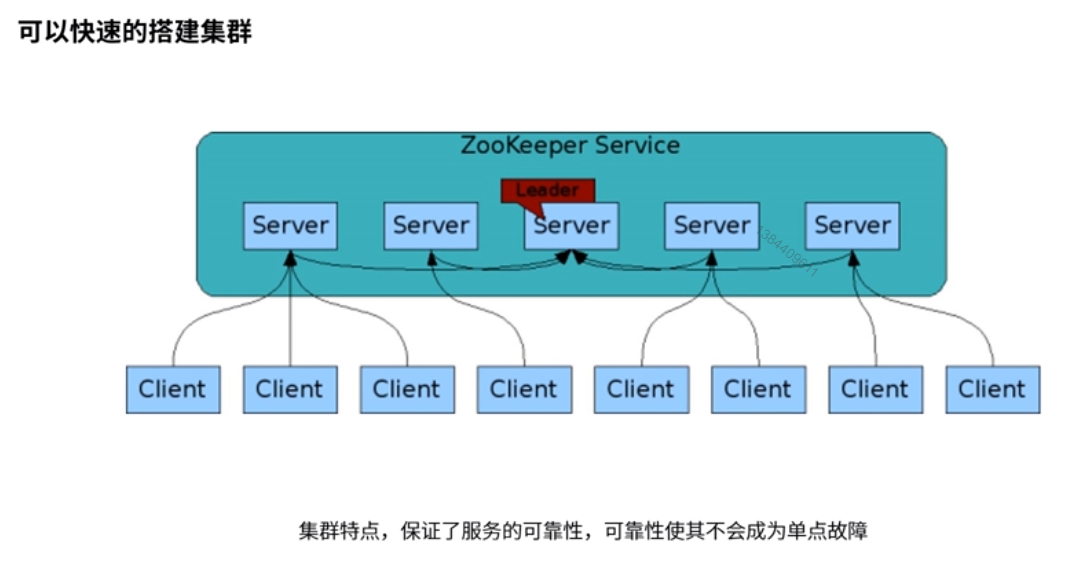 可以快速的搭建集群
ZooKeeper Service
Leader
Server Server Server Server Server
Client Client Client Client Client Client Client Client
集群特点，保证了服务的可靠性，可靠性使其不会成为单点故障